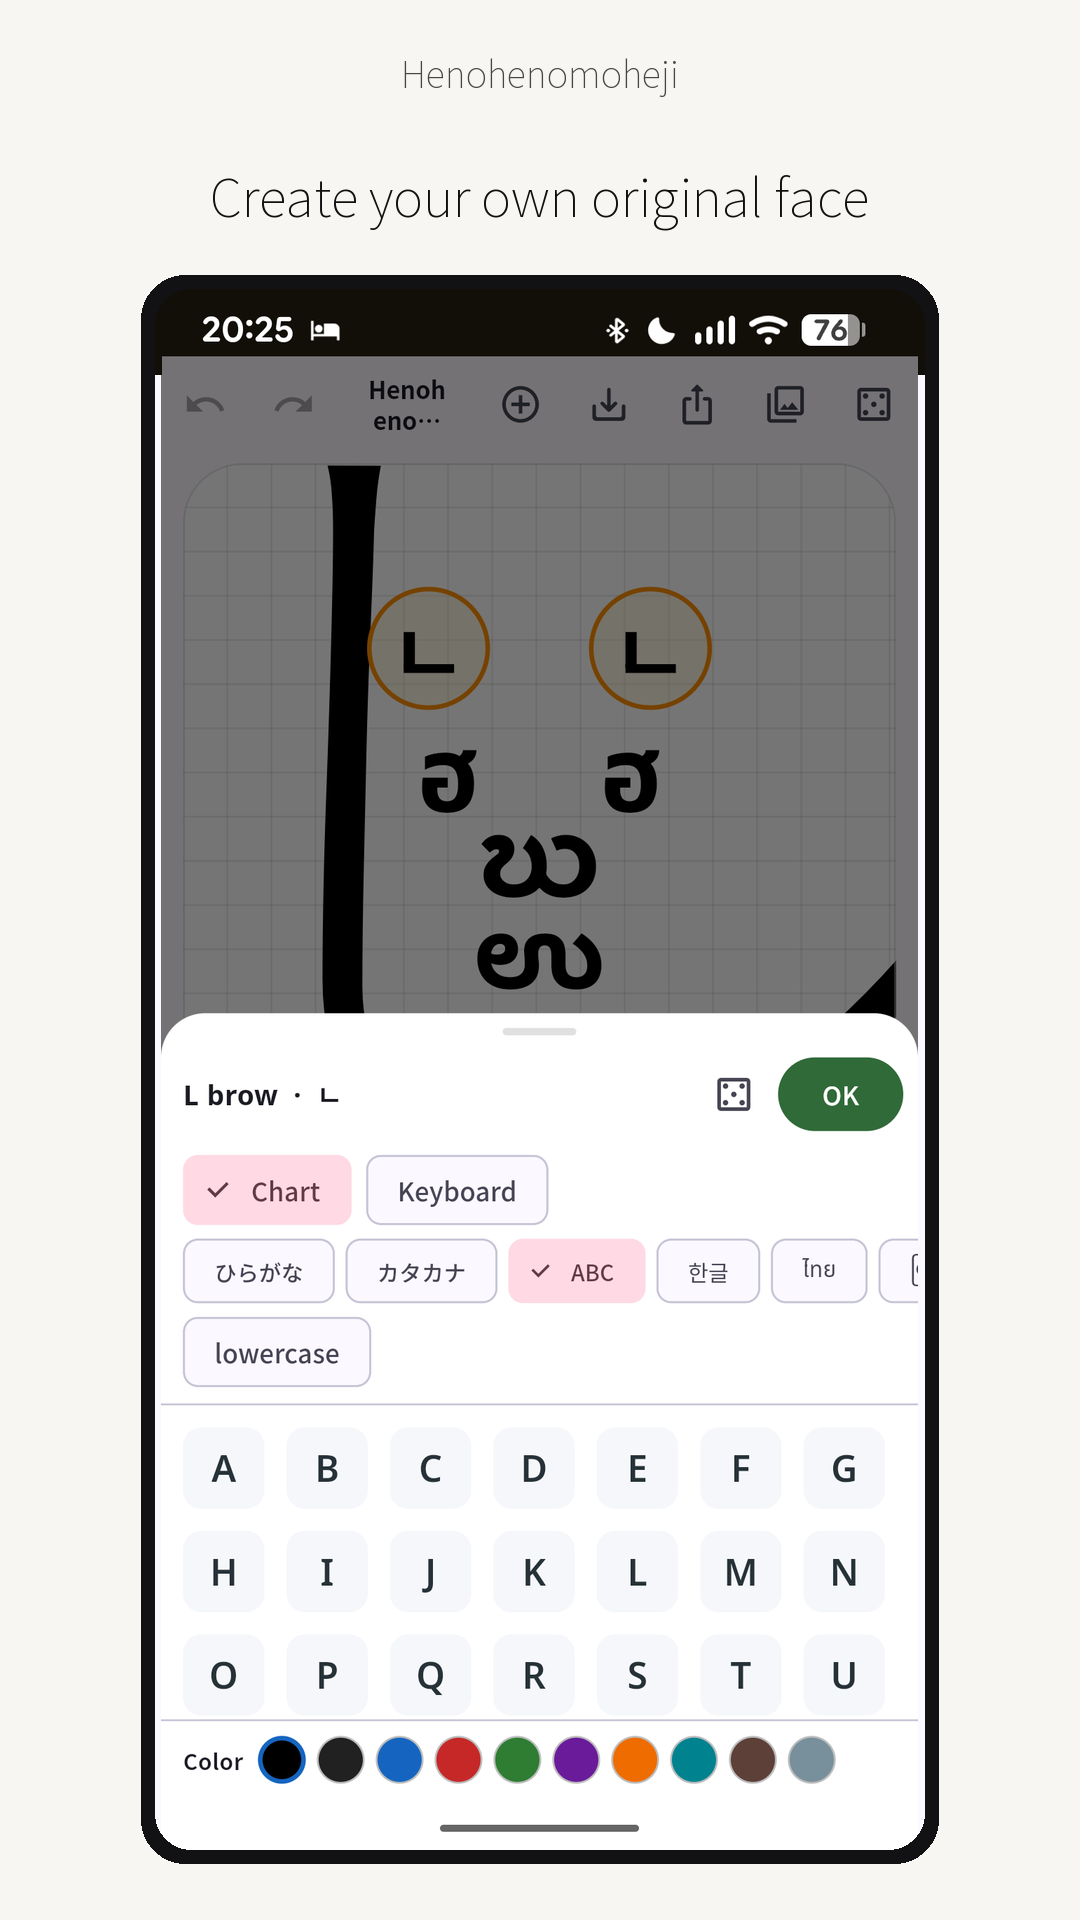 Henohenomoheji
Create your own original face
20:25
76
Henoh
eno…
ㄴ ㄴ
ฮ ฮ
L brow · ㄴ
OK
Chart Keyboard
ひらがな カタカナ ABC 한글 ไทย
lowercase
A B C D E F G
H I J K L M N
O P Q R S T U
Color